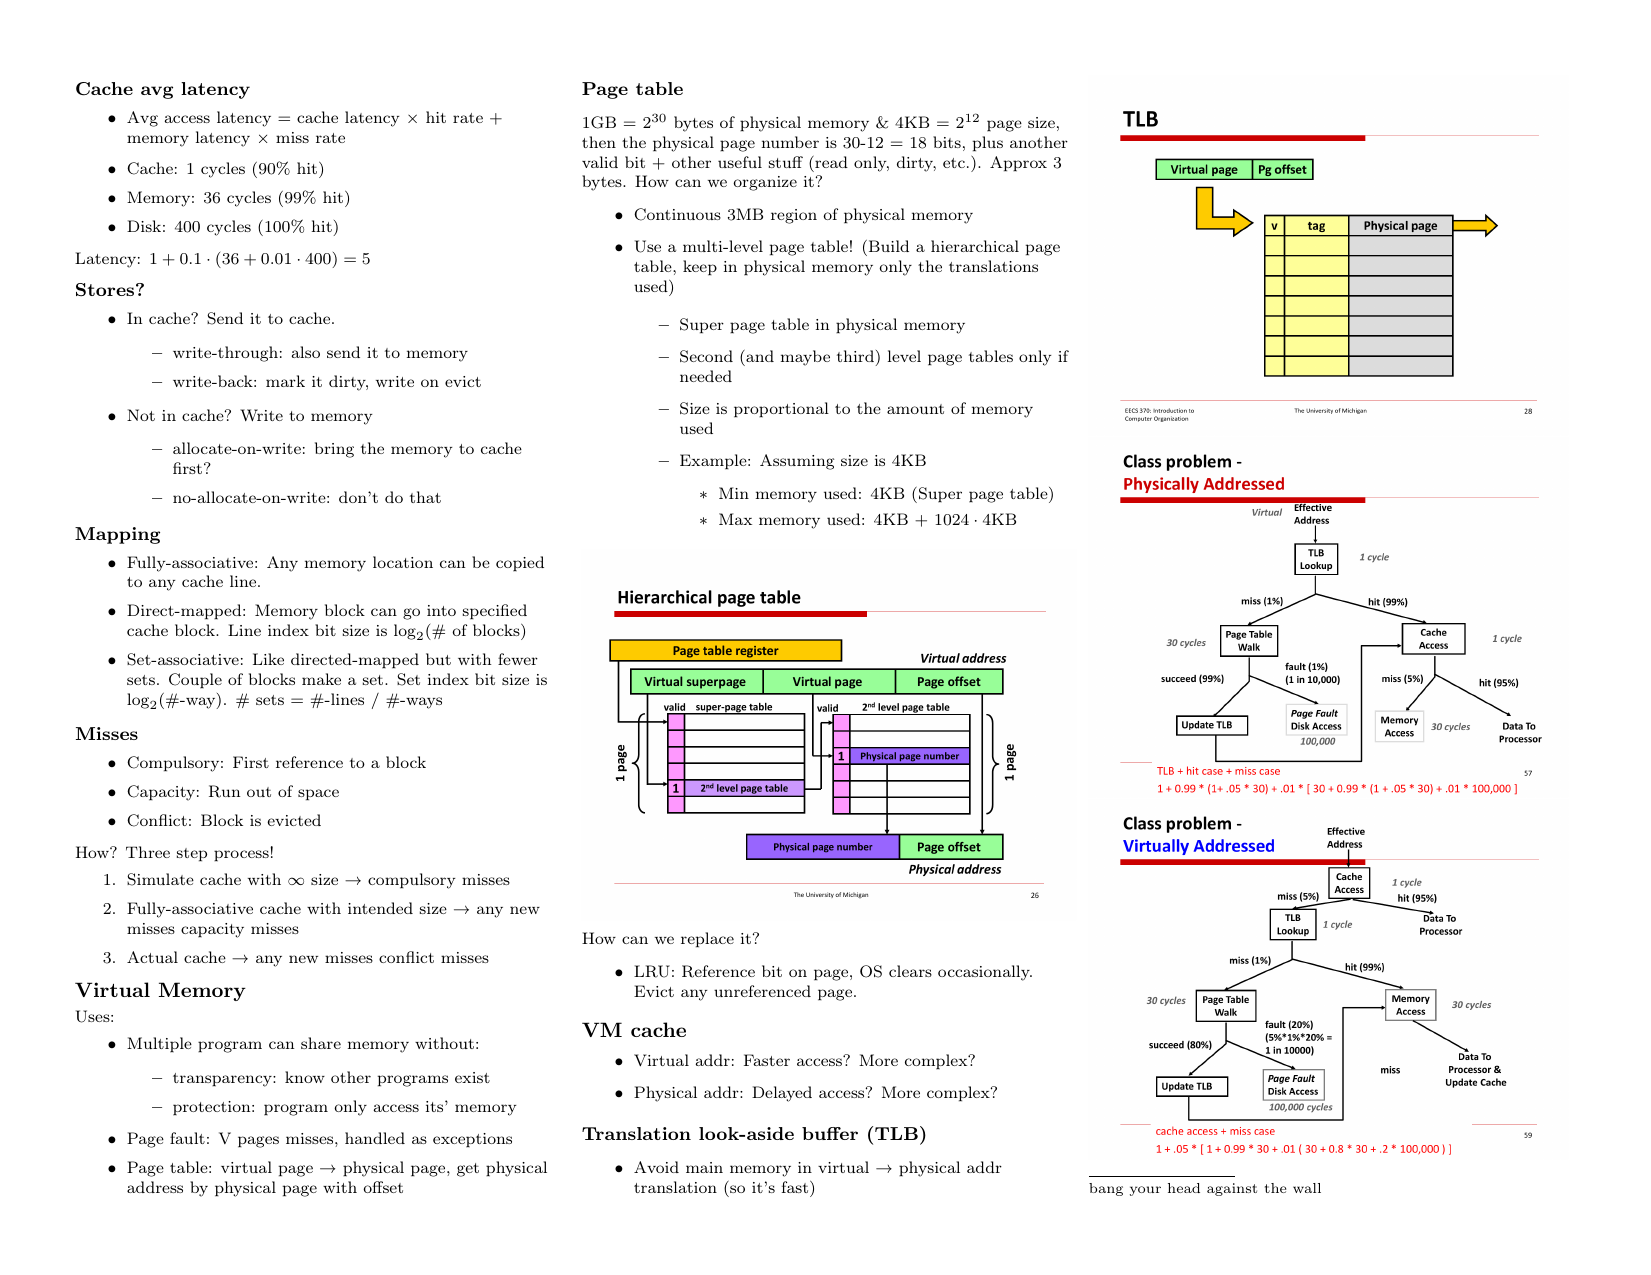 Cache avg latency
• Avg access latency = cache latency × hit rate +
memory latency × miss rate
• Cache: 1 cycles (90% hit)
• Memory: 36 cycles (99% hit)
• Disk: 400 cycles (100% hit)
Latency: 1 + 0.1 · (36 + 0.01 · 400) = 5
Stores?
• In cache? Send it to cache.
– write-through: also send it to memory
– write-back: mark it dirty, write on evict
• Not in cache? Write to memory
– allocate-on-write: bring the memory to cache
first?
– no-allocate-on-write: don't do that
Mapping
• Fully-associative: Any memory location can be copied
to any cache line.
• Direct-mapped: Memory block can go into specified
cache block. Line index bit size is log₂(# of blocks)
• Set-associative: Like directed-mapped but with fewer
sets. Couple of blocks make a set. Set index bit size is
log₂(#-way). # sets = #-lines / #-ways
Misses
• Compulsory: First reference to a block
• Capacity: Run out of space
• Conflict: Block is evicted
How? Three step process!
1. Simulate cache with ∞ size → compulsory misses
2. Fully-associative cache with intended size → any new
misses capacity misses
3. Actual cache → any new misses conflict misses
Virtual Memory
Uses:
• Multiple program can share memory without:
– transparency: know other programs exist
– protection: program only access its' memory
• Page fault: V pages misses, handled as exceptions
• Page table: virtual page → physical page, get physical
address by physical page with offset
Page table
1GB = 2³⁰ bytes of physical memory & 4KB = 2¹² page size,
then the physical page number is 30-12 = 18 bits, plus another
valid bit + other useful stuff (read only, dirty, etc.). Approx 3
bytes. How can we organize it?
• Continuous 3MB region of physical memory
• Use a multi-level page table! (Build a hierarchical page
table, keep in physical memory only the translations
used)
– Super page table in physical memory
– Second (and maybe third) level page tables only if
needed
– Size is proportional to the amount of memory
used
– Example: Assuming size is 4KB
∗ Min memory used: 4KB (Super page table)
∗ Max memory used: 4KB + 1024 · 4KB
Hierarchical page table
Page table register
Virtual address
Virtual superpage Virtual page Page offset
valid super-page table valid 2nd level page table
1 page
1 Physical page number
1 page
1 2nd level page table
Physical page number Page offset
Physical address
The University of Michigan 26
How can we replace it?
• LRU: Reference bit on page, OS clears occasionally.
Evict any unreferenced page.
VM cache
• Virtual addr: Faster access? More complex?
• Physical addr: Delayed access? More complex?
Translation look-aside buffer (TLB)
• Avoid main memory in virtual → physical addr
translation (so it's fast)
TLB
Virtual page Pg offset
v tag Physical page
EECS 370: Introduction to
Computer Organization
The University of Michigan 28
Class problem -
Physically Addressed
Virtual Effective
Address
TLB
Lookup
1 cycle
miss (1%) hit (99%)
30 cycles
Page Table
Walk
Cache
Access
1 cycle
fault (1%)
(1 in 10,000)
succeed (99%)
miss (5%) hit (95%)
Update TLB
Page Fault
Disk Access
100,000
Memory
Access
30 cycles
Data To
Processor
TLB + hit case + miss case 57
1 + 0.99 * (1+ .05 * 30) + .01 * [ 30 + 0.99 * (1 + .05 * 30) + .01 * 100,000 ]
Class problem -
Virtually Addressed
Effective
Address
Cache
Access
1 cycle
miss (5%) hit (95%)
TLB
Lookup
1 cycle
Data To
Processor
miss (1%) hit (99%)
30 cycles
Page Table
Walk
Memory
Access
30 cycles
fault (20%)
(5%*1%*20% =
1 in 10000)
succeed (80%)
Update TLB
Page Fault
Disk Access
100,000 cycles
miss
Data To
Processor &
Update Cache
cache access + miss case 59
1 + .05 * [ 1 + 0.99 * 30 + .01 ( 30 + 0.8 * 30 + .2 * 100,000 ) ]
bang your head against the wall